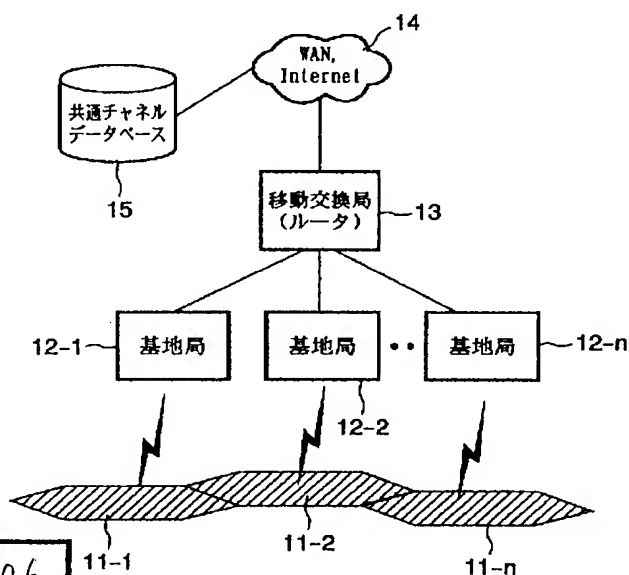 14
WAN,
Internet
共通チャネル
データベース
15
移動交換局
(ルータ)
13
12-1
基地局
基地局
・・
基地局
12-n
12-2
11-1
11-2
11-n